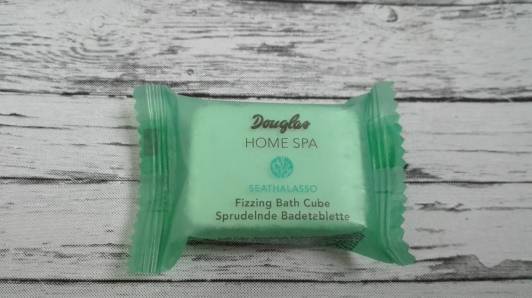 Douglas
HOME SPA
SEATHALASSO
Fizzing Bath Cube
Sprudelnde Badetablette